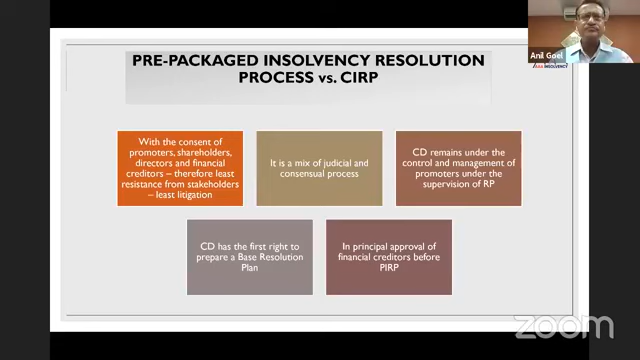 PRE-PACKAGED INSOLVENCY RESOLUTION
PROCESS vs. CIRP
Anil Goel
AAA INSOLVENCY
With the consent of
promoters, shareholders,
directors and financial
creditors – therefore least
resistance from stakeholders
- least litigation
It is a mix of judicial and
consensual process
CD remains under the
control and management of
promoters under the
supervision of RP
CD has the first right to
prepare a Base Resolution
Plan
In principal approval of
financial creditors before
PIRP
zoom